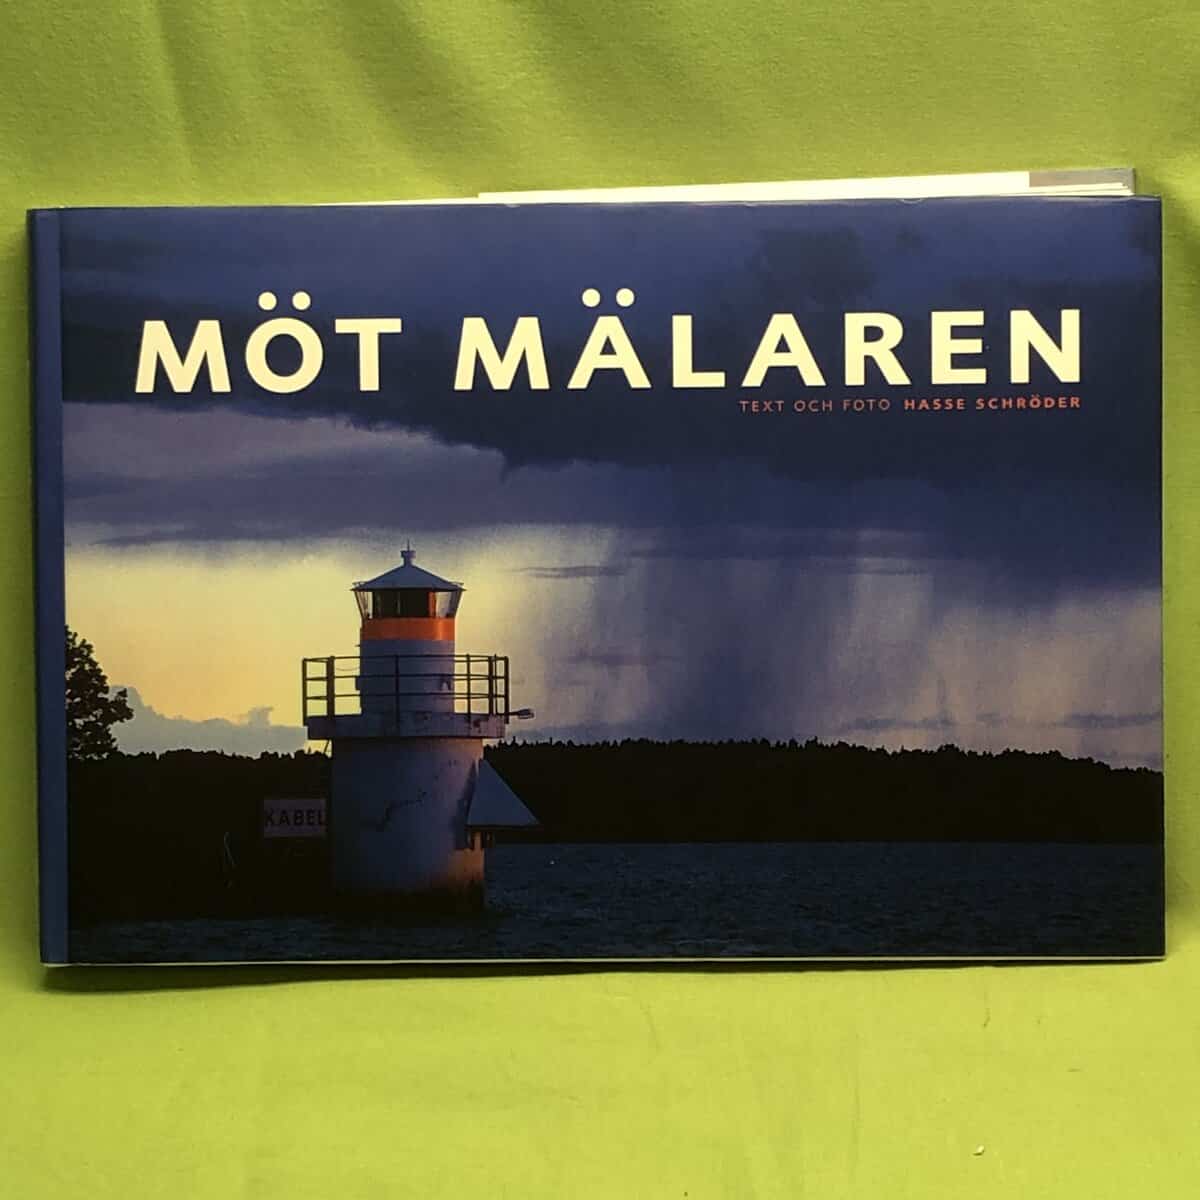 MÖT MÄLAREN
TEXT OCH FOTO HASSE SCHRÖDER
KABEL